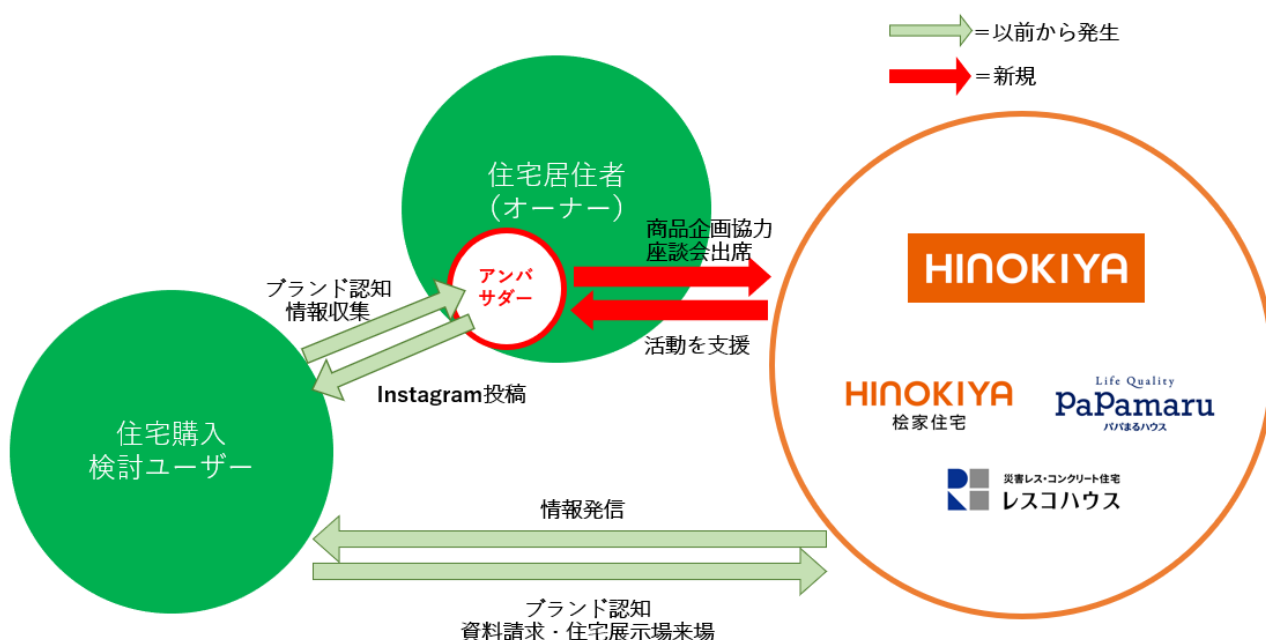 =以前から発生
=新規
住宅居住者
(オーナー)
アンバ
サダー
商品企画協力
座談会出席
活動を支援
ブランド認知
情報収集
Instagram投稿
住宅購入
検討ユーザー
情報発信
ブランド認知
資料請求・住宅展示場来場
HINOKIYA
HINOKIYA
桧家住宅
Life Quality
PaPamaru
パパまるハウス
災害レス・コンクリート住宅
レスコハウス